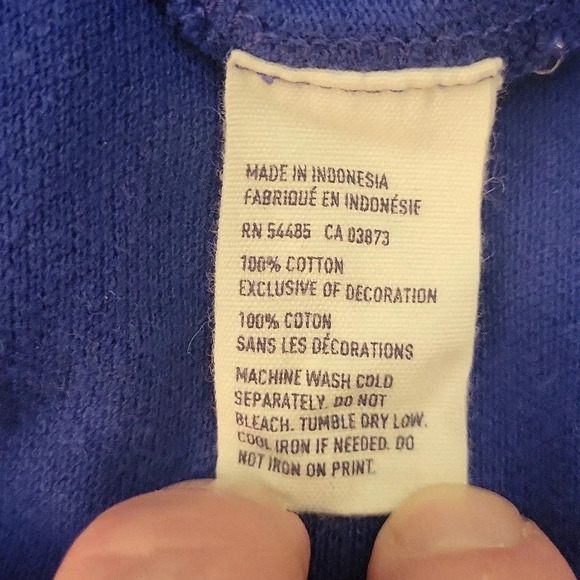 MADE IN INDONESIA
FABRIQUÉ EN INDONÉSIE
RN 54485 CA 03873
100% COTTON
EXCLUSIVE OF DECORATION
100% COTON
SANS LES DÉCORATIONS
MACHINE WASH COLD
SEPARATELY. DO NOT
BLEACH. TUMBLE DRY LOW.
COOL IRON IF NEEDED. DO
NOT IRON ON PRINT.